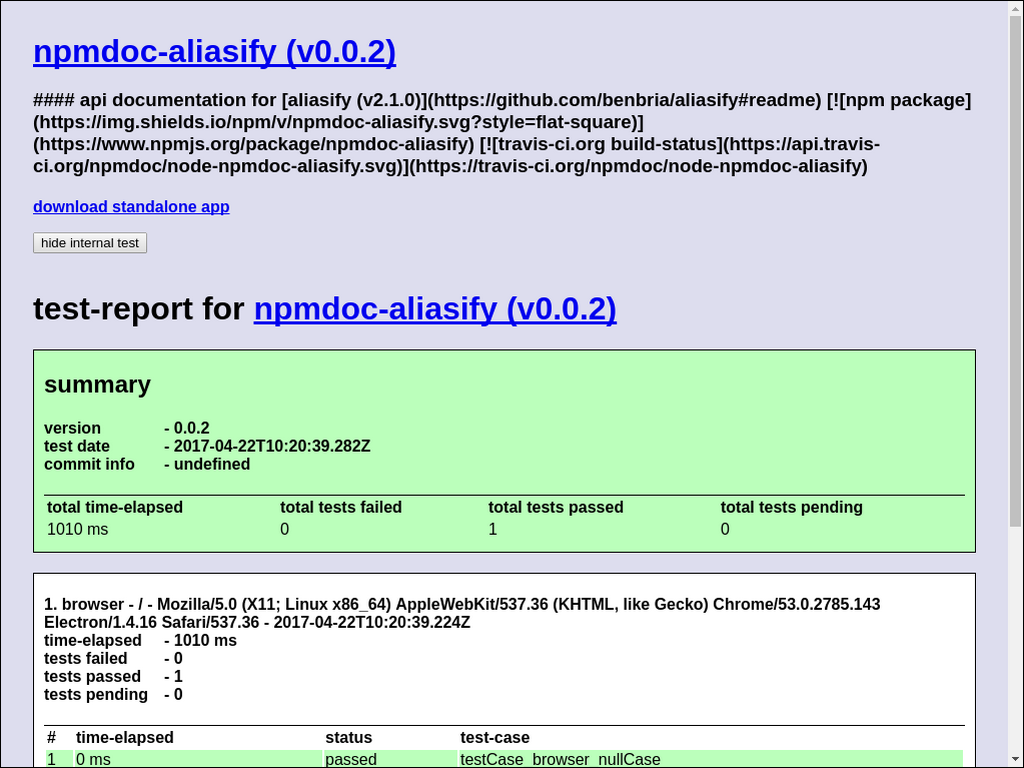 npmdoc-aliasify (v0.0.2)
#### api documentation for [aliasify (v2.1.0)](https://github.com/benbria/aliasify#readme) [![npm package]
(https://img.shields.io/npm/v/npmdoc-aliasify.svg?style=flat-square)]
(https://www.npmjs.org/package/npmdoc-aliasify) [![travis-ci.org build-status](https://api.travis-
ci.org/npmdoc/node-npmdoc-aliasify.svg)](https://travis-ci.org/npmdoc/node-npmdoc-aliasify)
download standalone app
hide internal test
test-report for npmdoc-aliasify (v0.0.2)
summary
version - 0.0.2
test date - 2017-04-22T10:20:39.282Z
commit info - undefined
total time-elapsed total tests failed total tests passed total tests pending
1010 ms 0 1 0
1. browser - / - Mozilla/5.0 (X11; Linux x86_64) AppleWebKit/537.36 (KHTML, like Gecko) Chrome/53.0.2785.143
Electron/1.4.16 Safari/537.36 - 2017-04-22T10:20:39.224Z
time-elapsed - 1010 ms
tests failed - 0
tests passed - 1
tests pending - 0
# time-elapsed status test-case
1 0 ms passed testCase_browser_nullCase